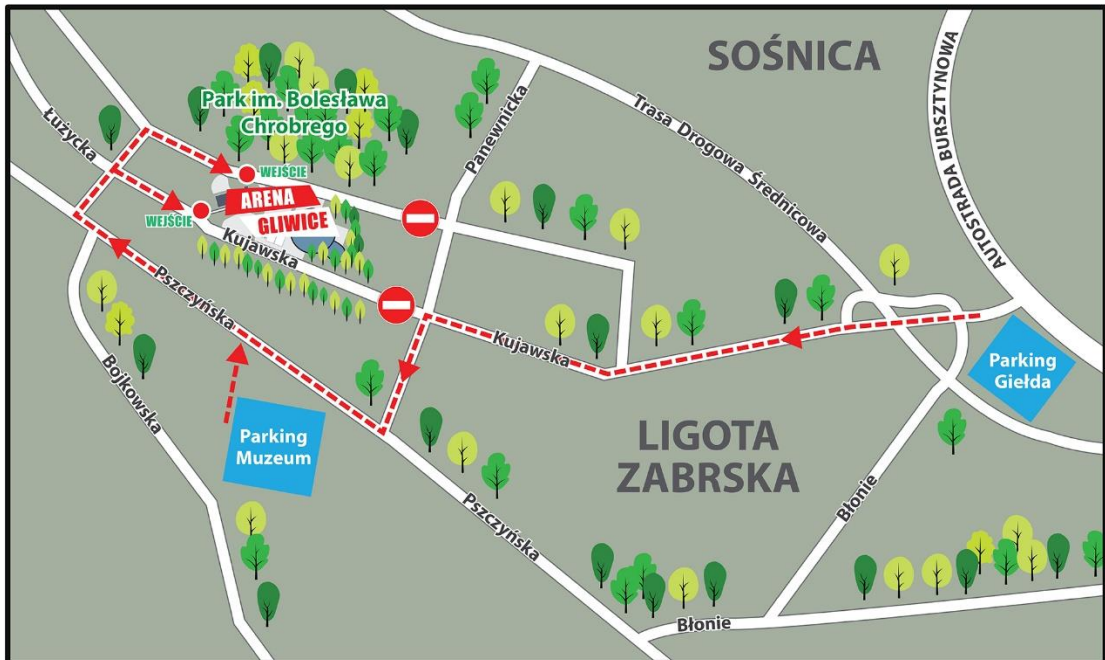 SOŚNICA
Park im. Bolesława
Chrobrego
Łużycka
Panewnicka
Trasa Drogowa Średnicowa
AUTOSTRADA BURSZTYNOWA
WEJŚCIE
ARENA
GLIWICE
WEJŚCIE
Kujawska
Pszczyńska
Kujawska
Bojkowska
Parking
Giełda
Parking
Muzeum
LIGOTA
ZABRSKA
Pszczyńska
Błonie
Błonie